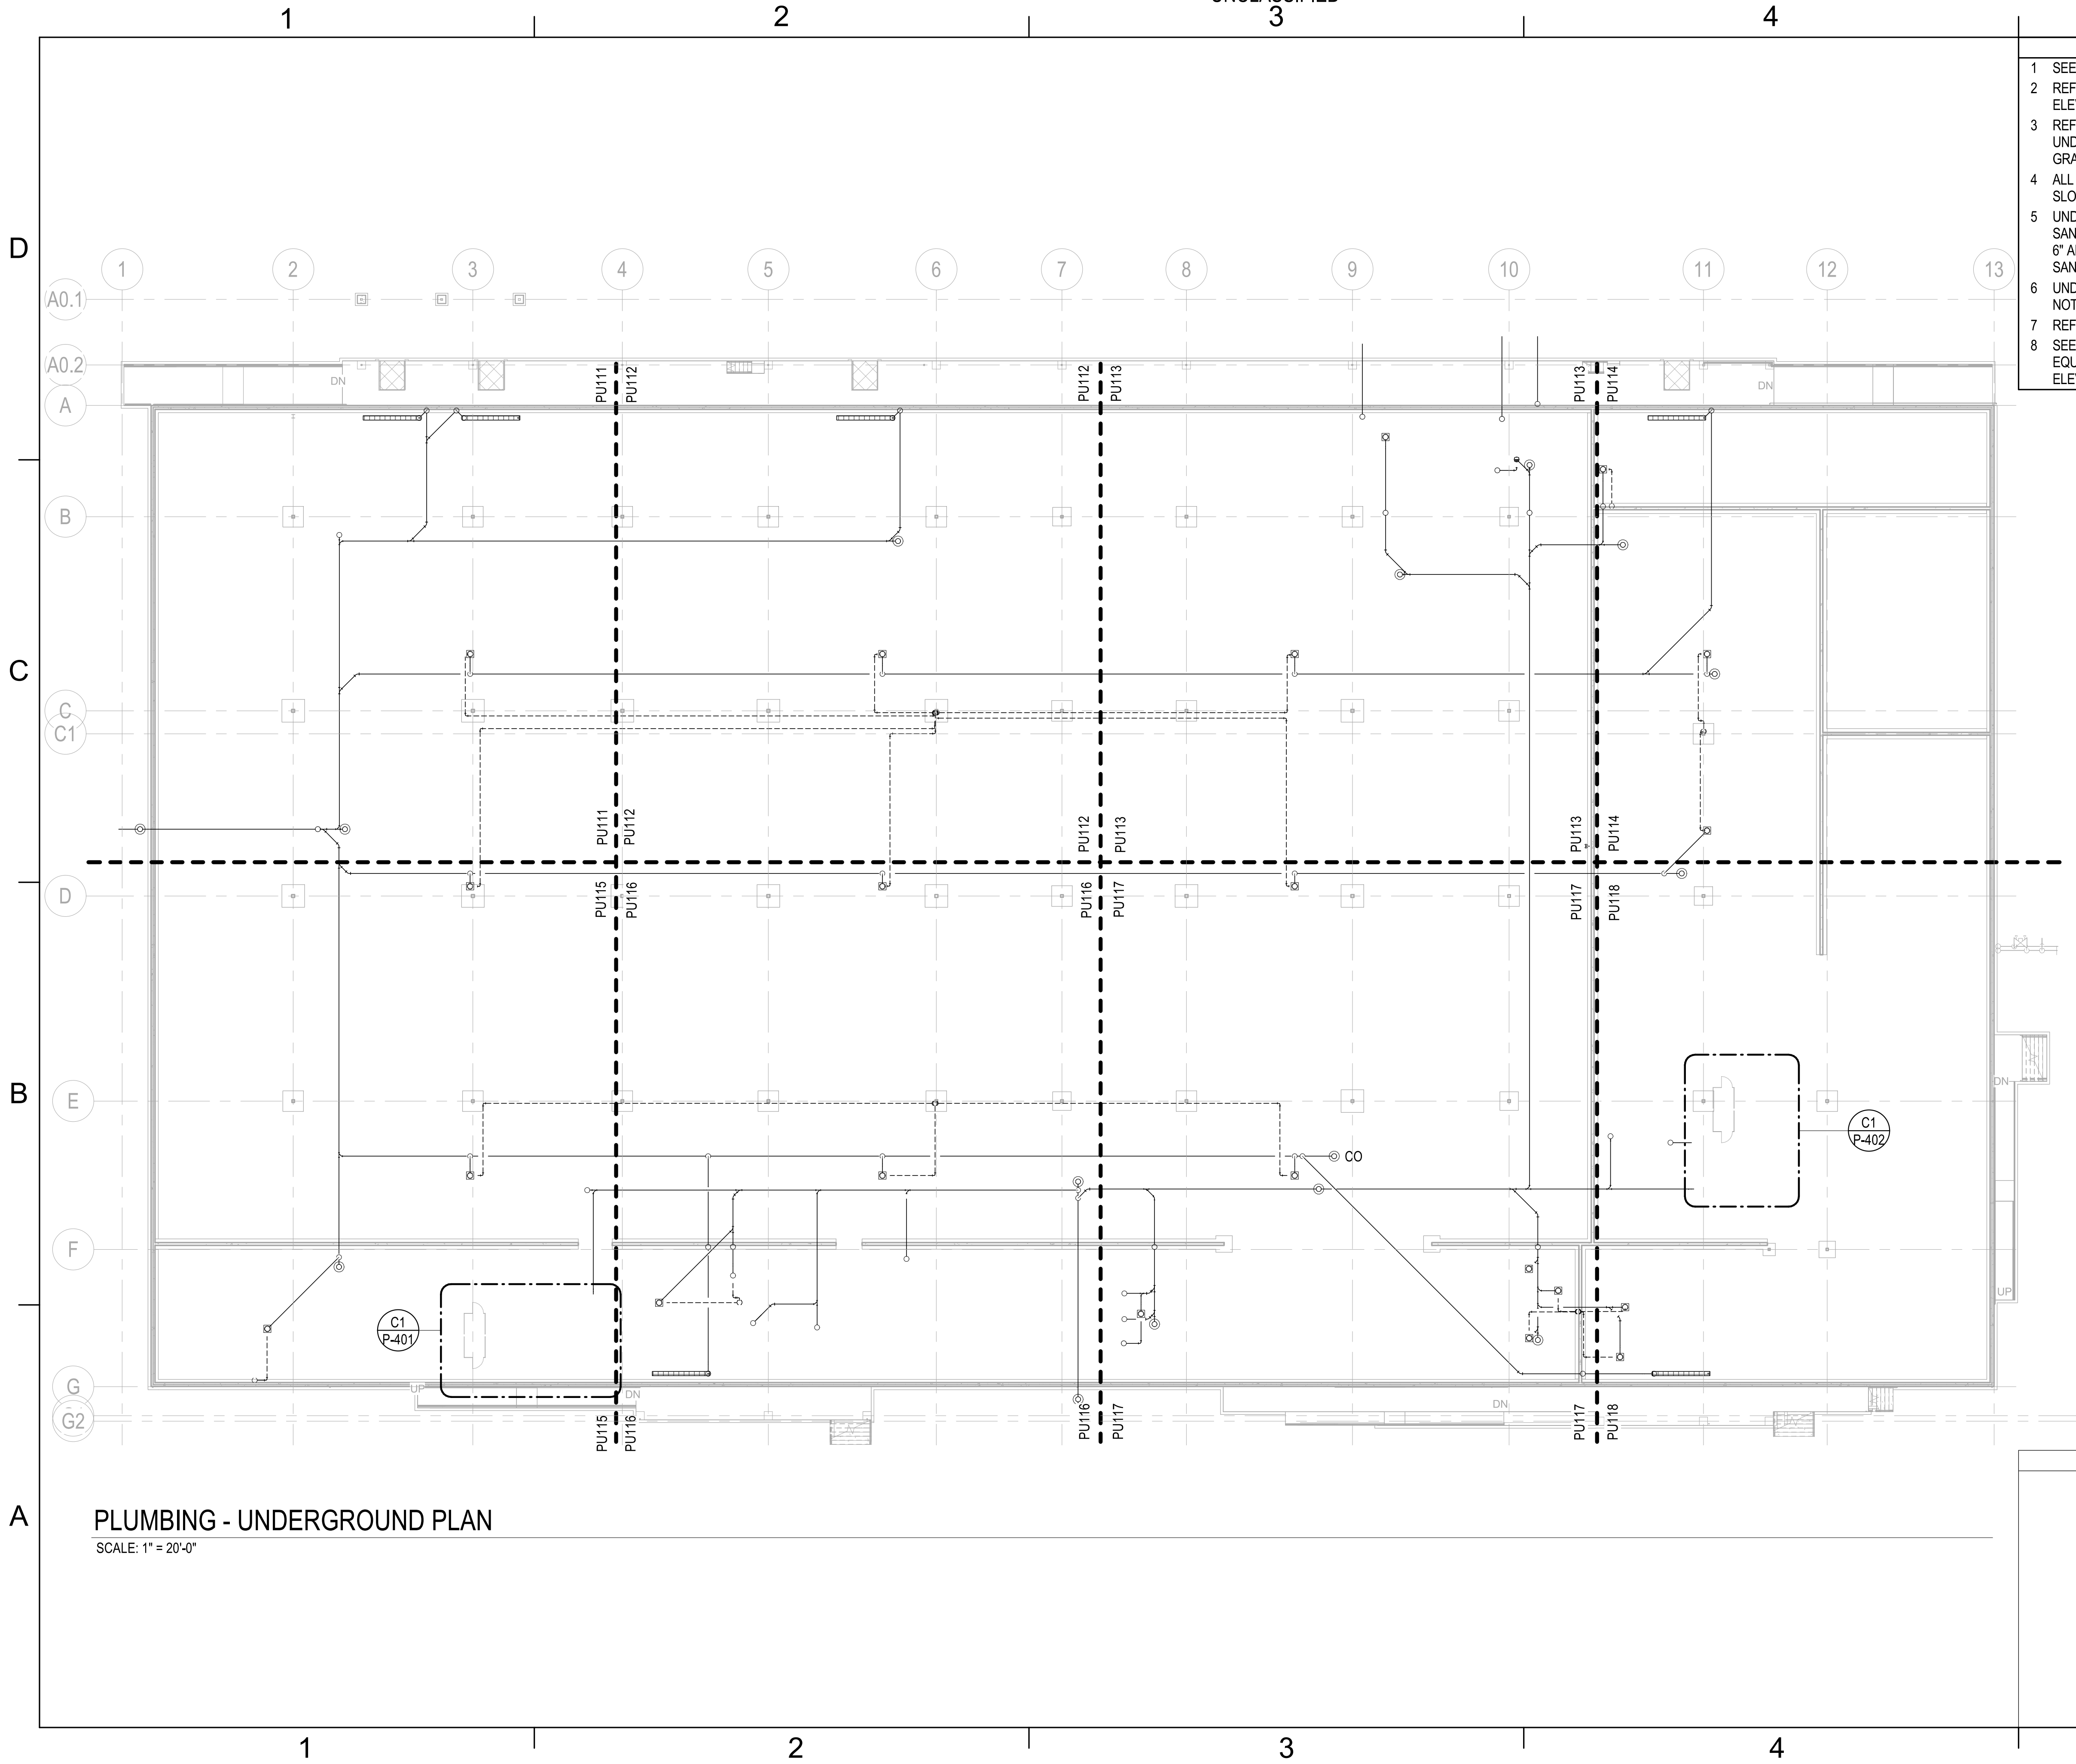 1 2 3 4
1 SEE
2 REF
3 REF
UND
4 ALL
5 UND
SAN
6" A
SAN
6 UND
NOT
7 REF
8 SEE
EQU
D
C
B
A
1 2 3 4 5 6 7 8 9 10 11 12 13
A0.1
A0.2
DN DN
PU111 PU112 PU112 PU113 PU113 PU114
A
B
C
C1
PU111 PU112 PU112 PU113 PU113 PU114
D
PU115 PU116 PU116 PU117 PU117 PU118
DN
E
C1
P-402
CO
F
C1
P-401
UP
G
UP DN DN
G2
PU115 PU116 PU116 PU117 PU117 PU118
PLUMBING - UNDERGROUND PLAN
SCALE: 1" = 20'-0"
1 2 3 4